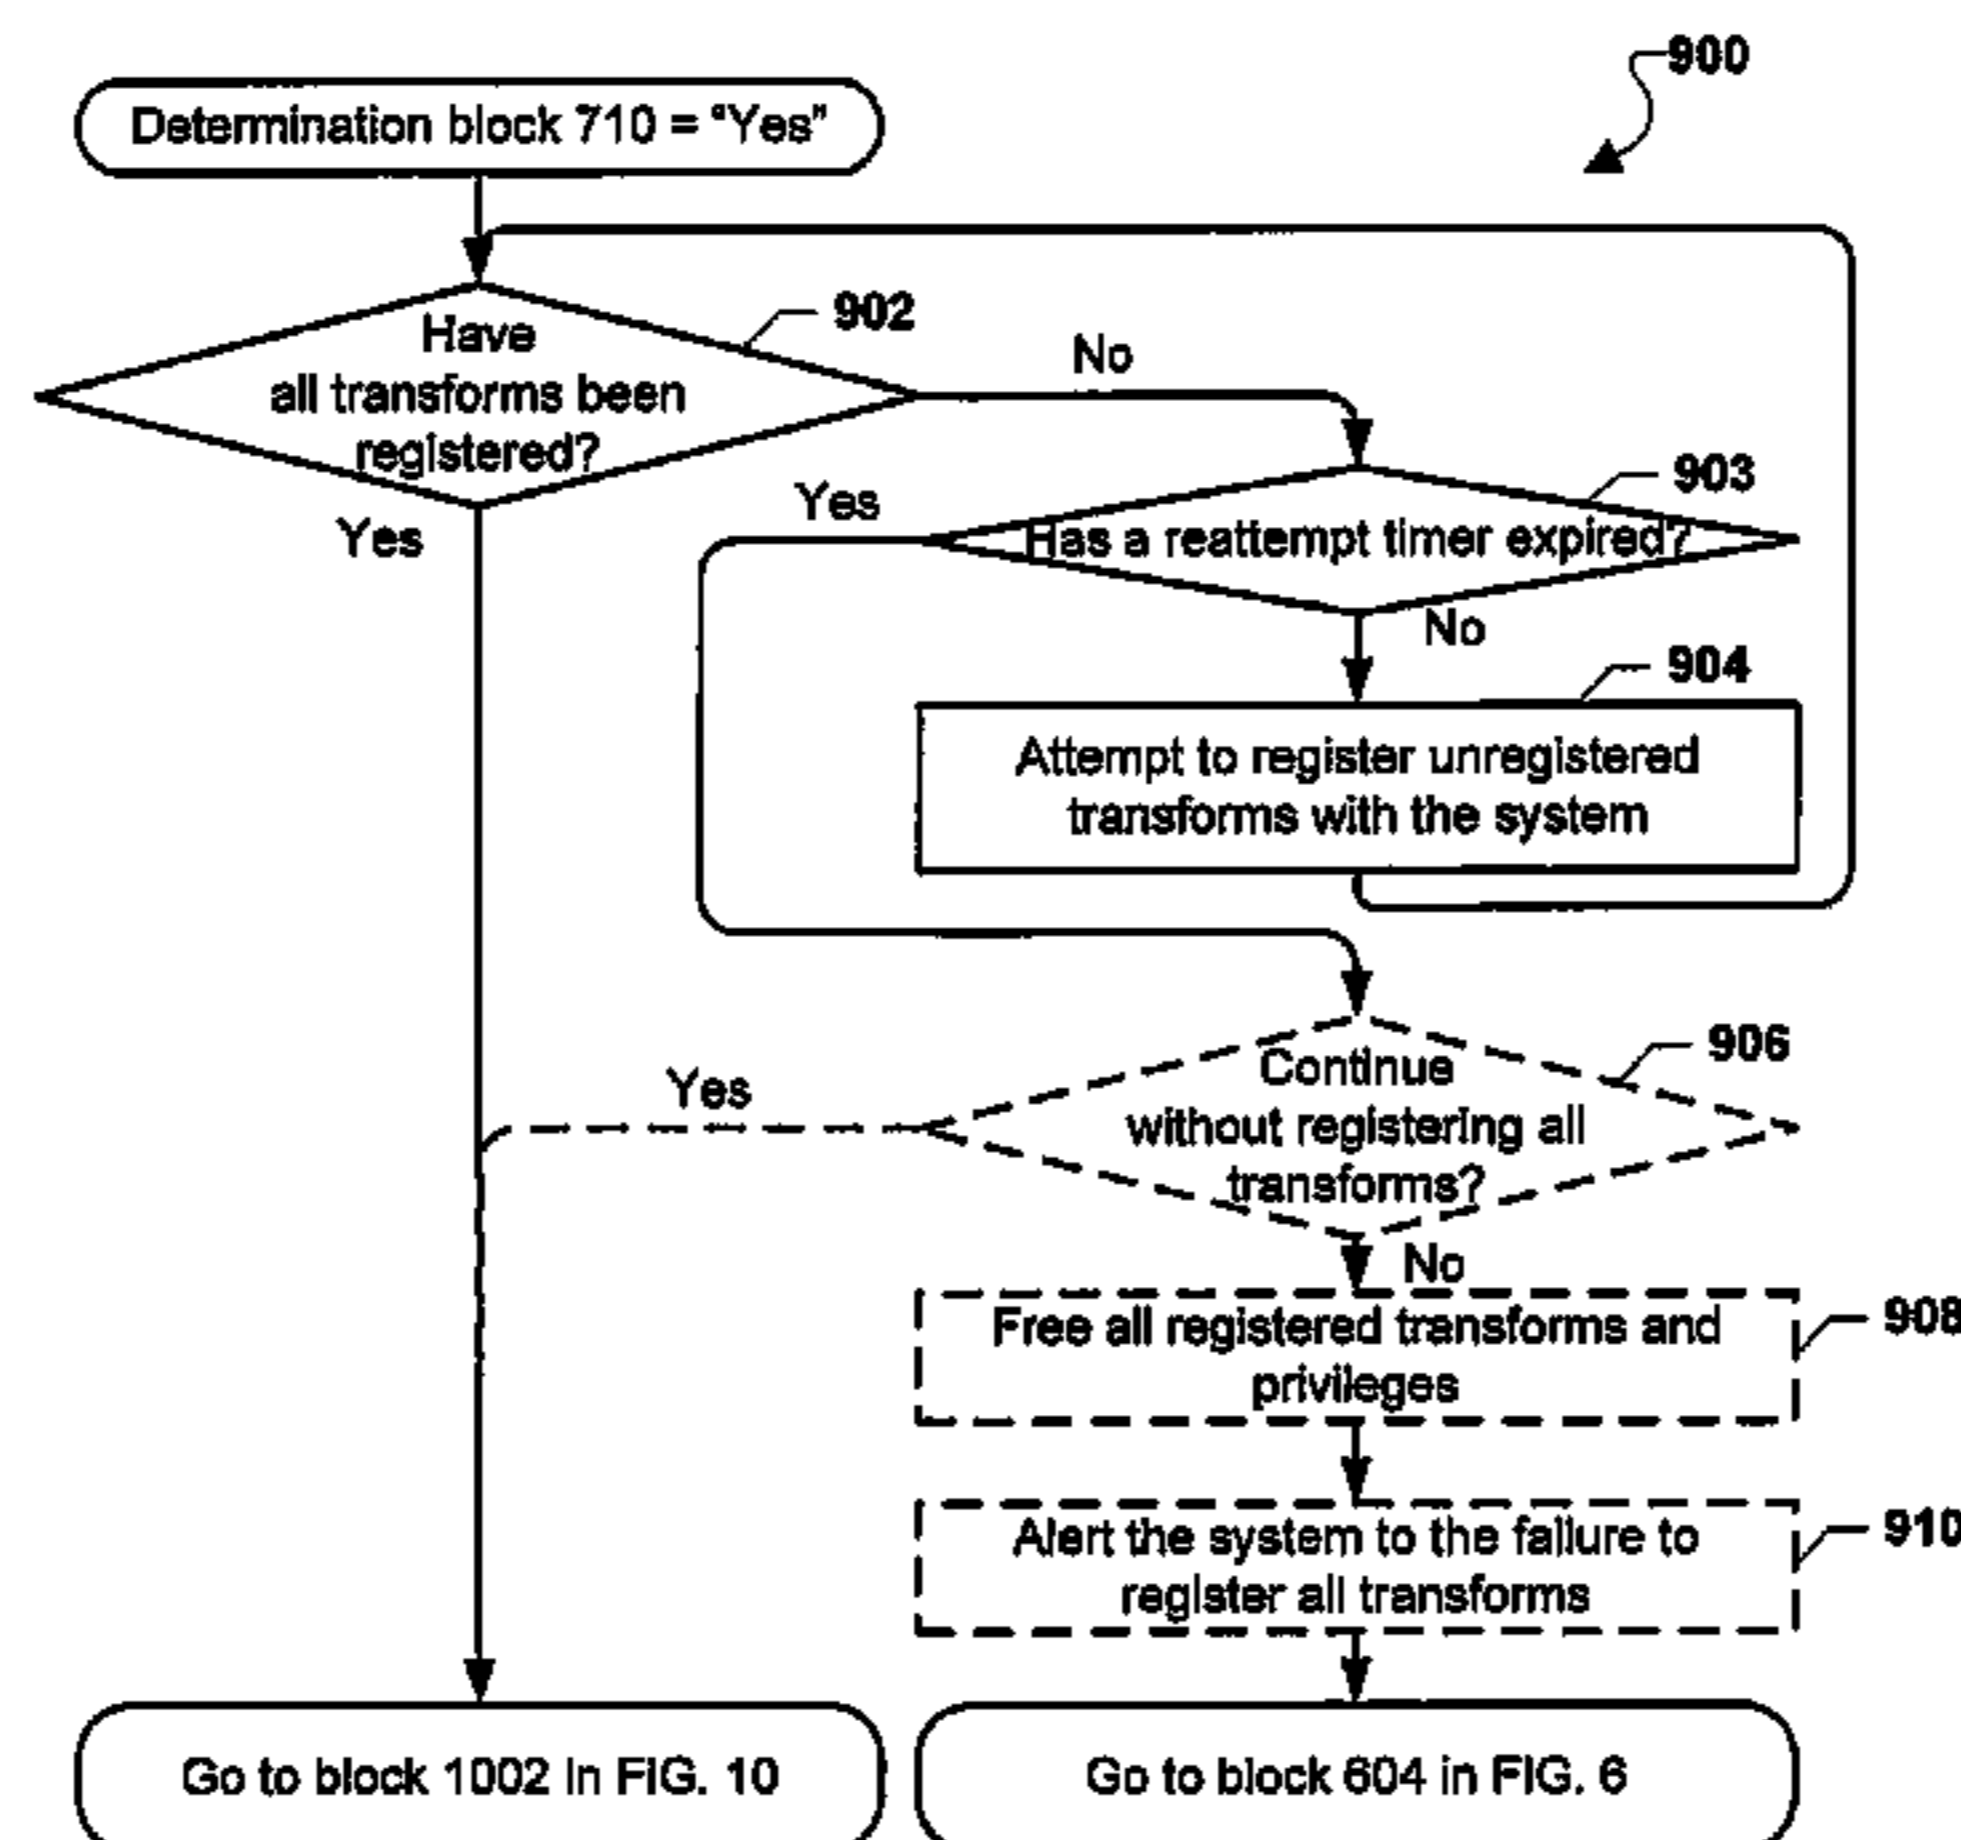 900
Determination block 710 = “Yes”
902
Have
all transforms been
registered?
No
Yes
903
Yes
Has a reattempt timer expired?
No
904
Attempt to register unregistered
transforms with the system
906
Continue
without registering all
transforms?
Yes
No
908
Free all registered transforms and
privileges
910
Alert the system to the failure to
register all transforms
Go to block 1002 in FIG. 10
Go to block 604 in FIG. 6